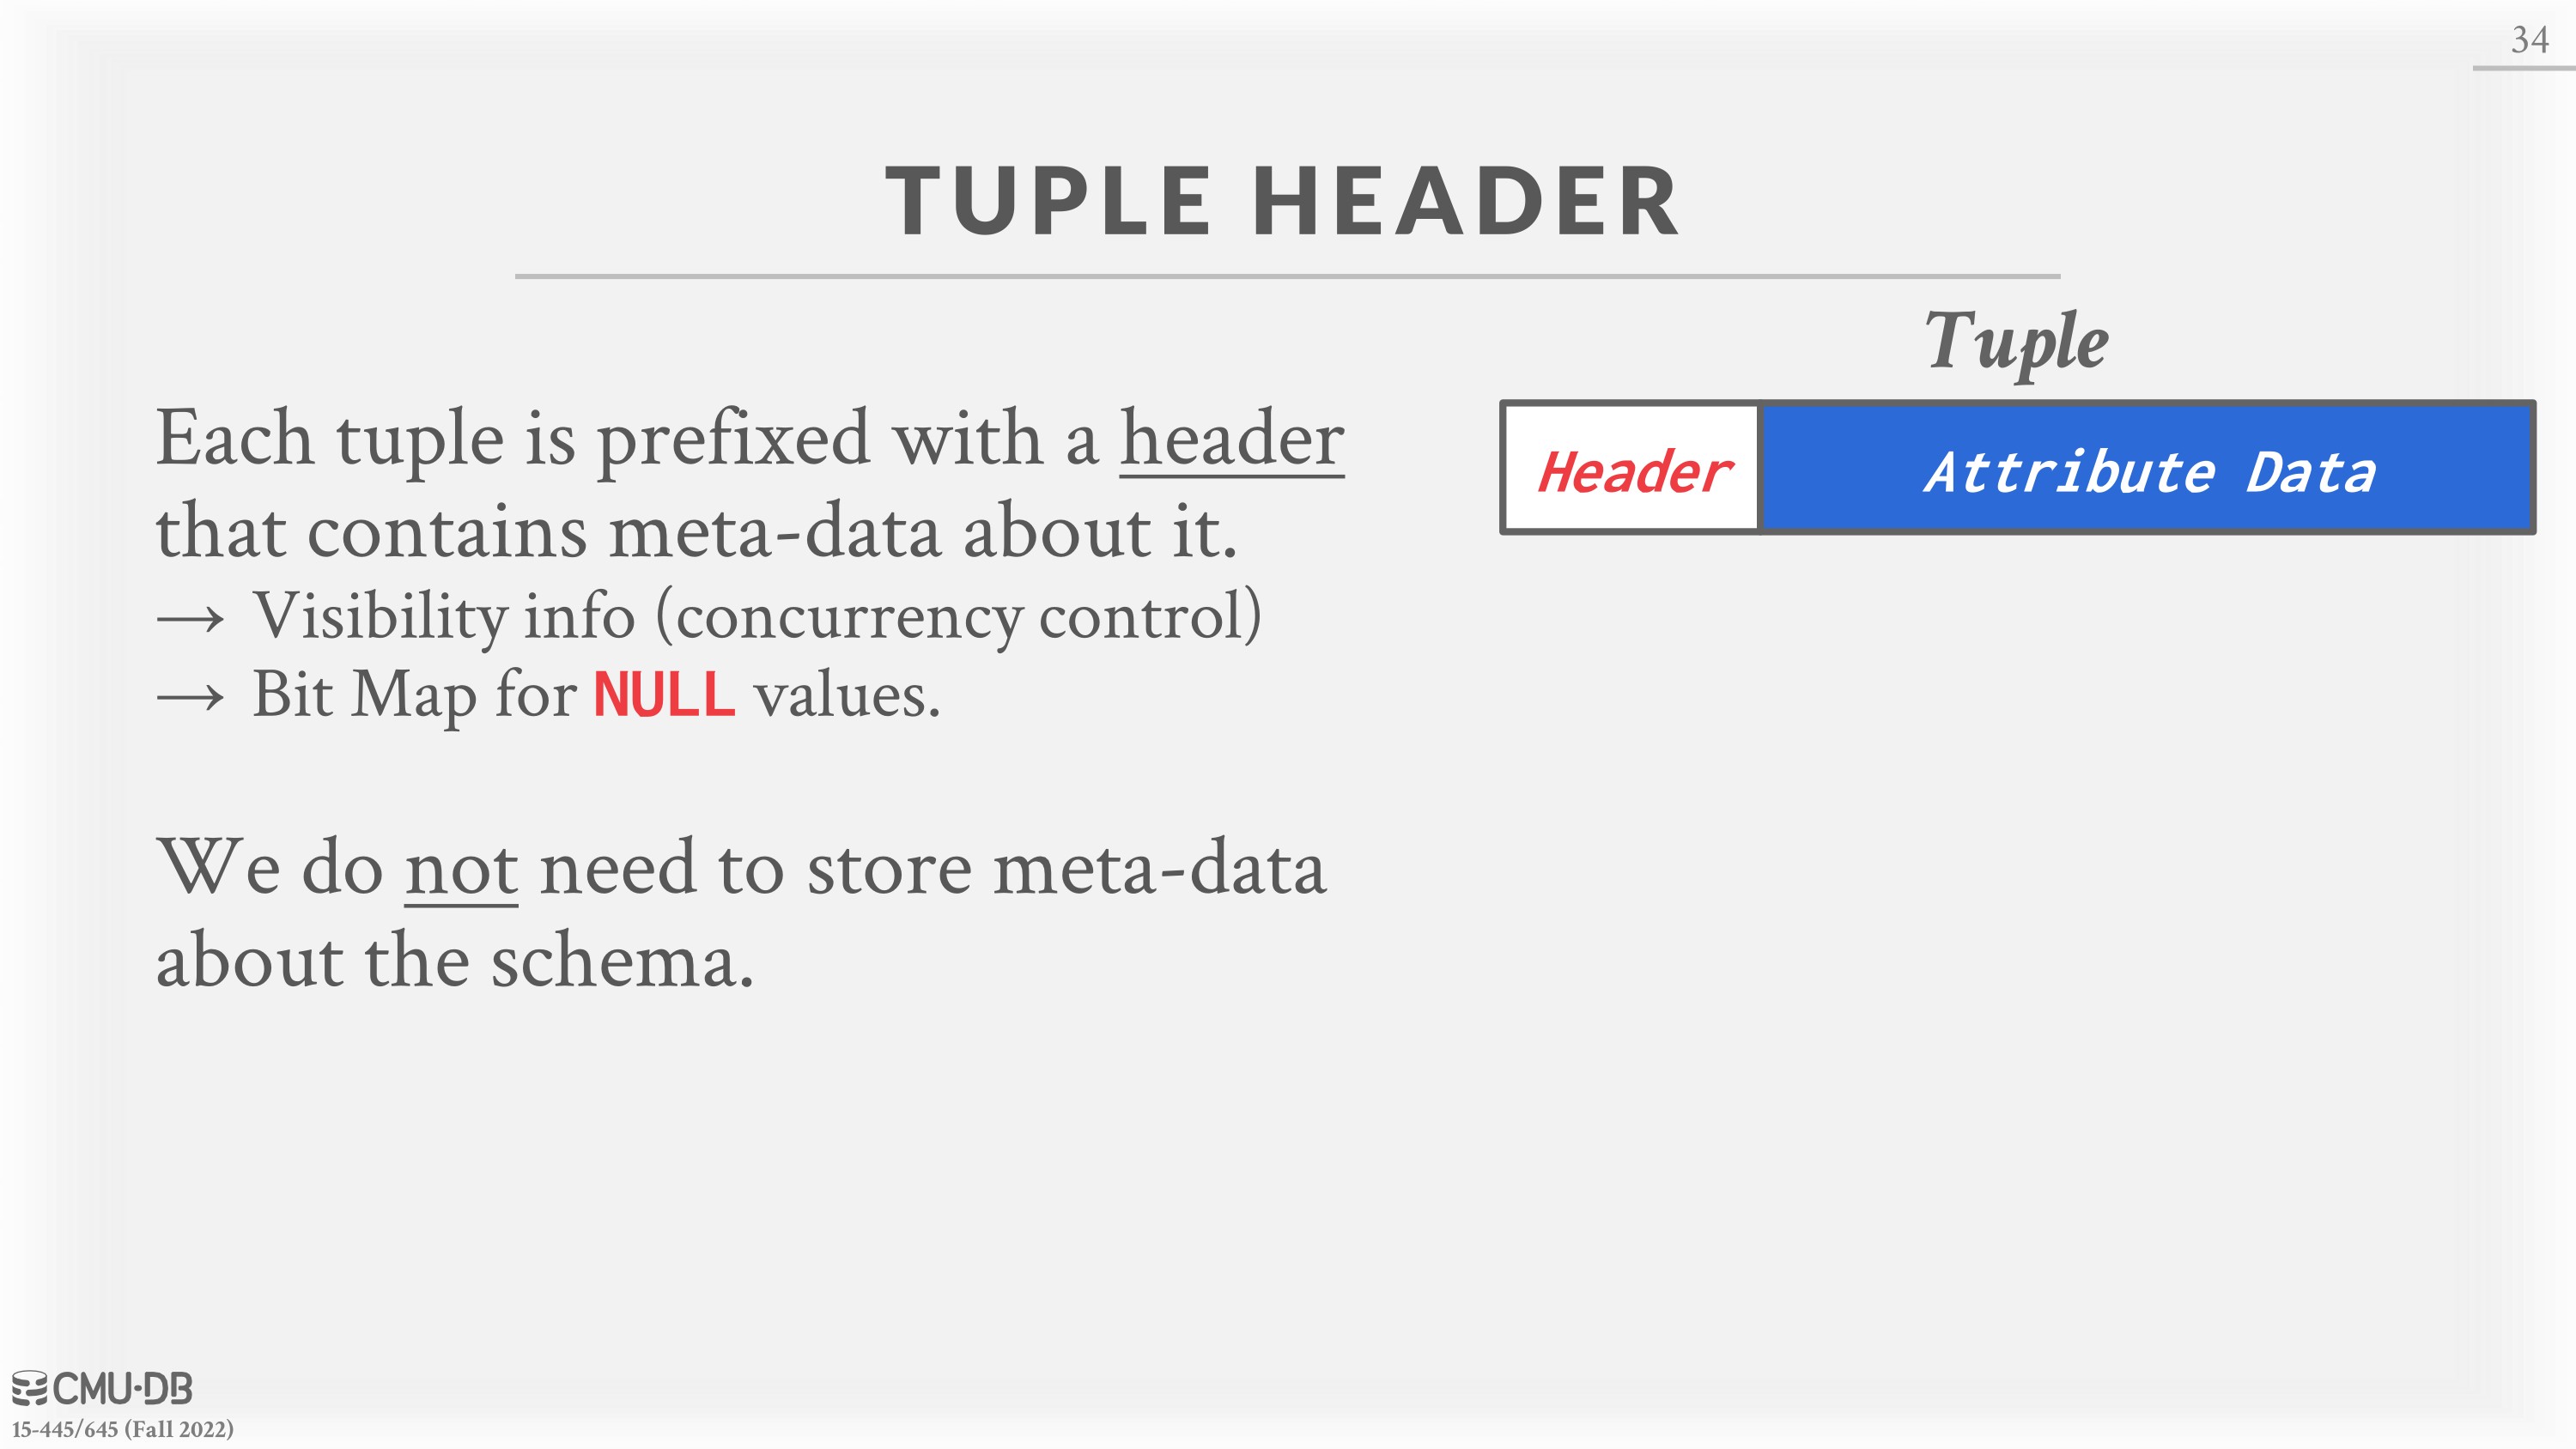 34
TUPLE HEADER
Each tuple is prefixed with a header
that contains meta-data about it.
→ Visibility info (concurrency control)
→ Bit Map for NULL values.
We do not need to store meta-data
about the schema.
Tuple
Header Attribute Data
CMU·DB
15-445/645 (Fall 2022)